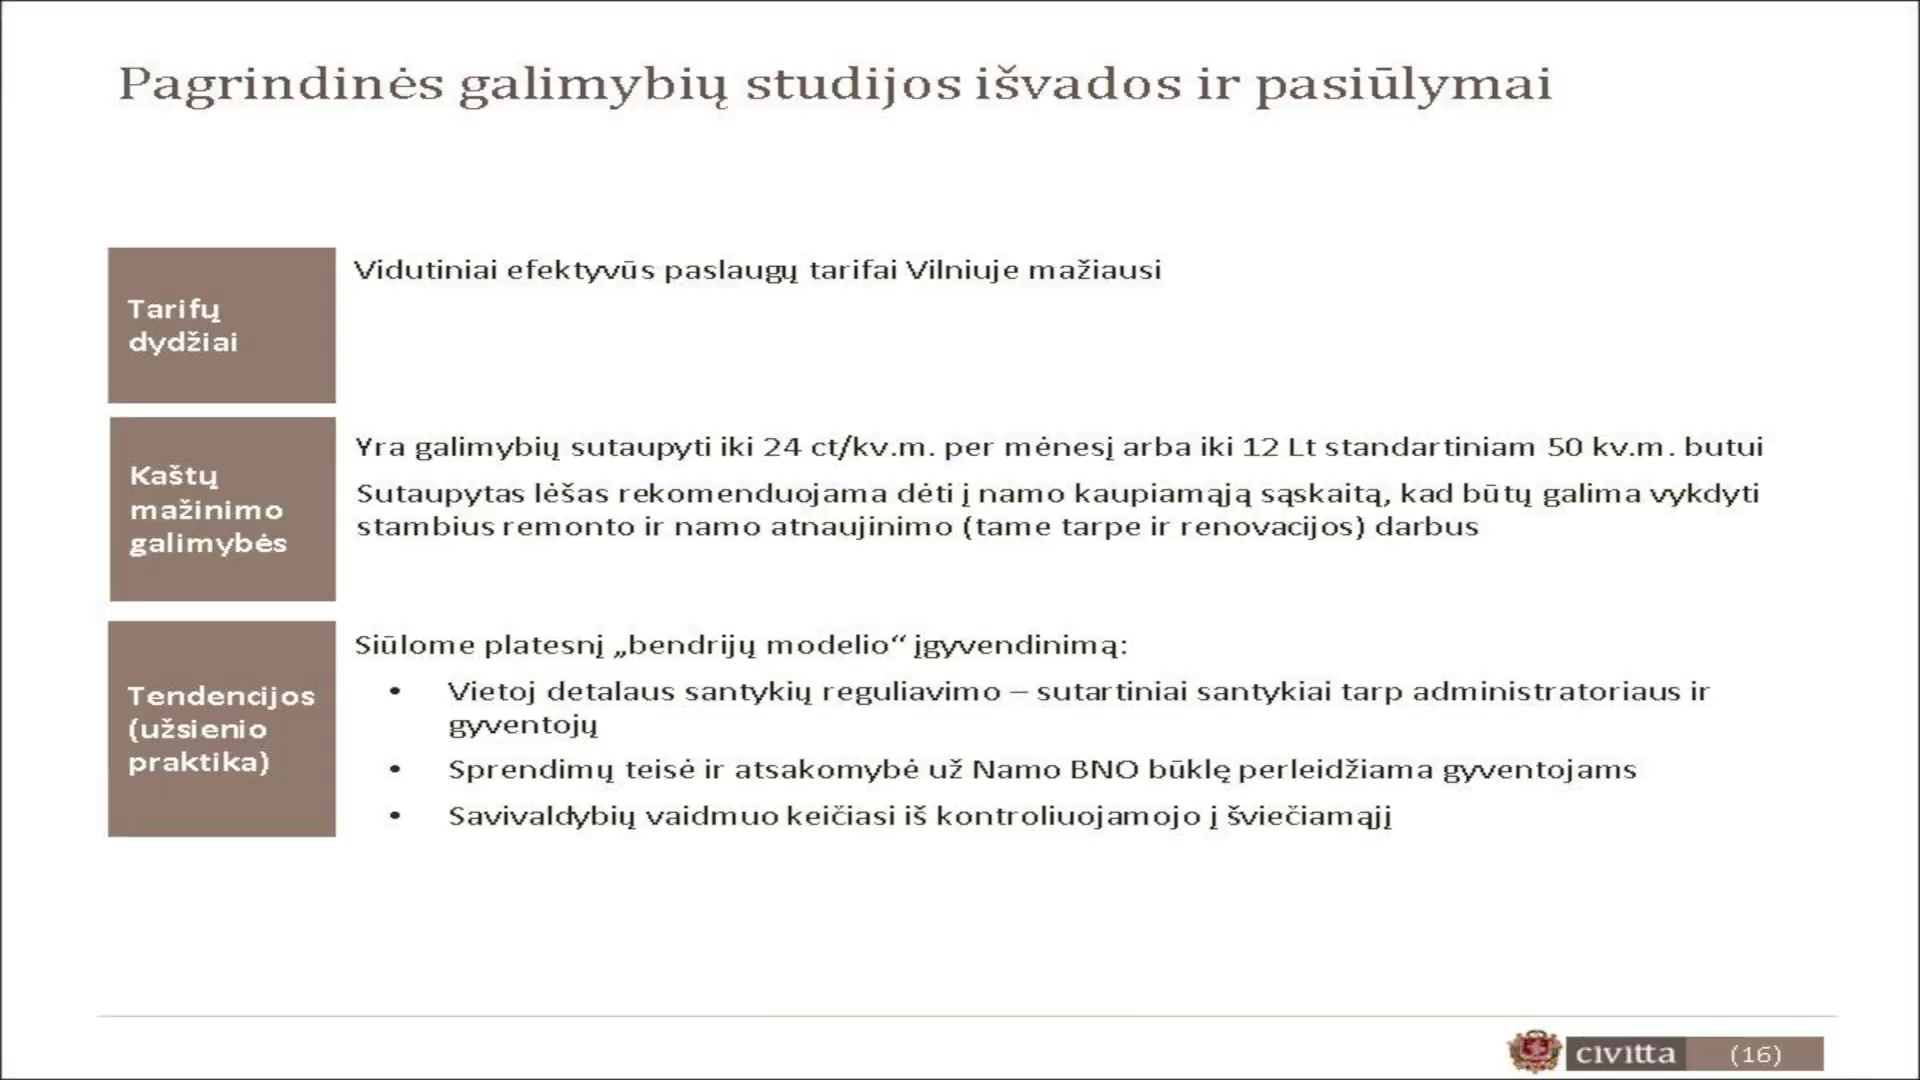 Pagrindinės galimybių studijos išvados ir pasiūlymai
Tarifų
dydžiai
Vidutiniai efektyvūs paslaugų tarifai Vilniuje mažiausi
Kaštų
mažinimo
galimybės
Yra galimybių sutaupyti iki 24 ct/kv.m. per mėnesį arba iki 12 Lt standartiniam 50 kv.m. butui
Sutaupytas lėšas rekomenduojama dėti į namo kaupiamąją sąskaitą, kad būtų galima vykdyti
stambius remonto ir namo atnaujinimo (tame tarpe ir renovacijos) darbus
Tendencijos
(užsienio
praktika)
Siūlome platesnį „bendrijų modelio“ įgyvendinimą:
• Vietoj detalaus santykių reguliavimo – sutartiniai santykiai tarp administratoriaus ir
gyventojų
• Sprendimų teisė ir atsakomybė už Namo BNO būklę perleidžiama gyventojams
• Savivaldybių vaidmuo keičiasi iš kontroliuojamojo į šviečiamąjį
civitta (16)